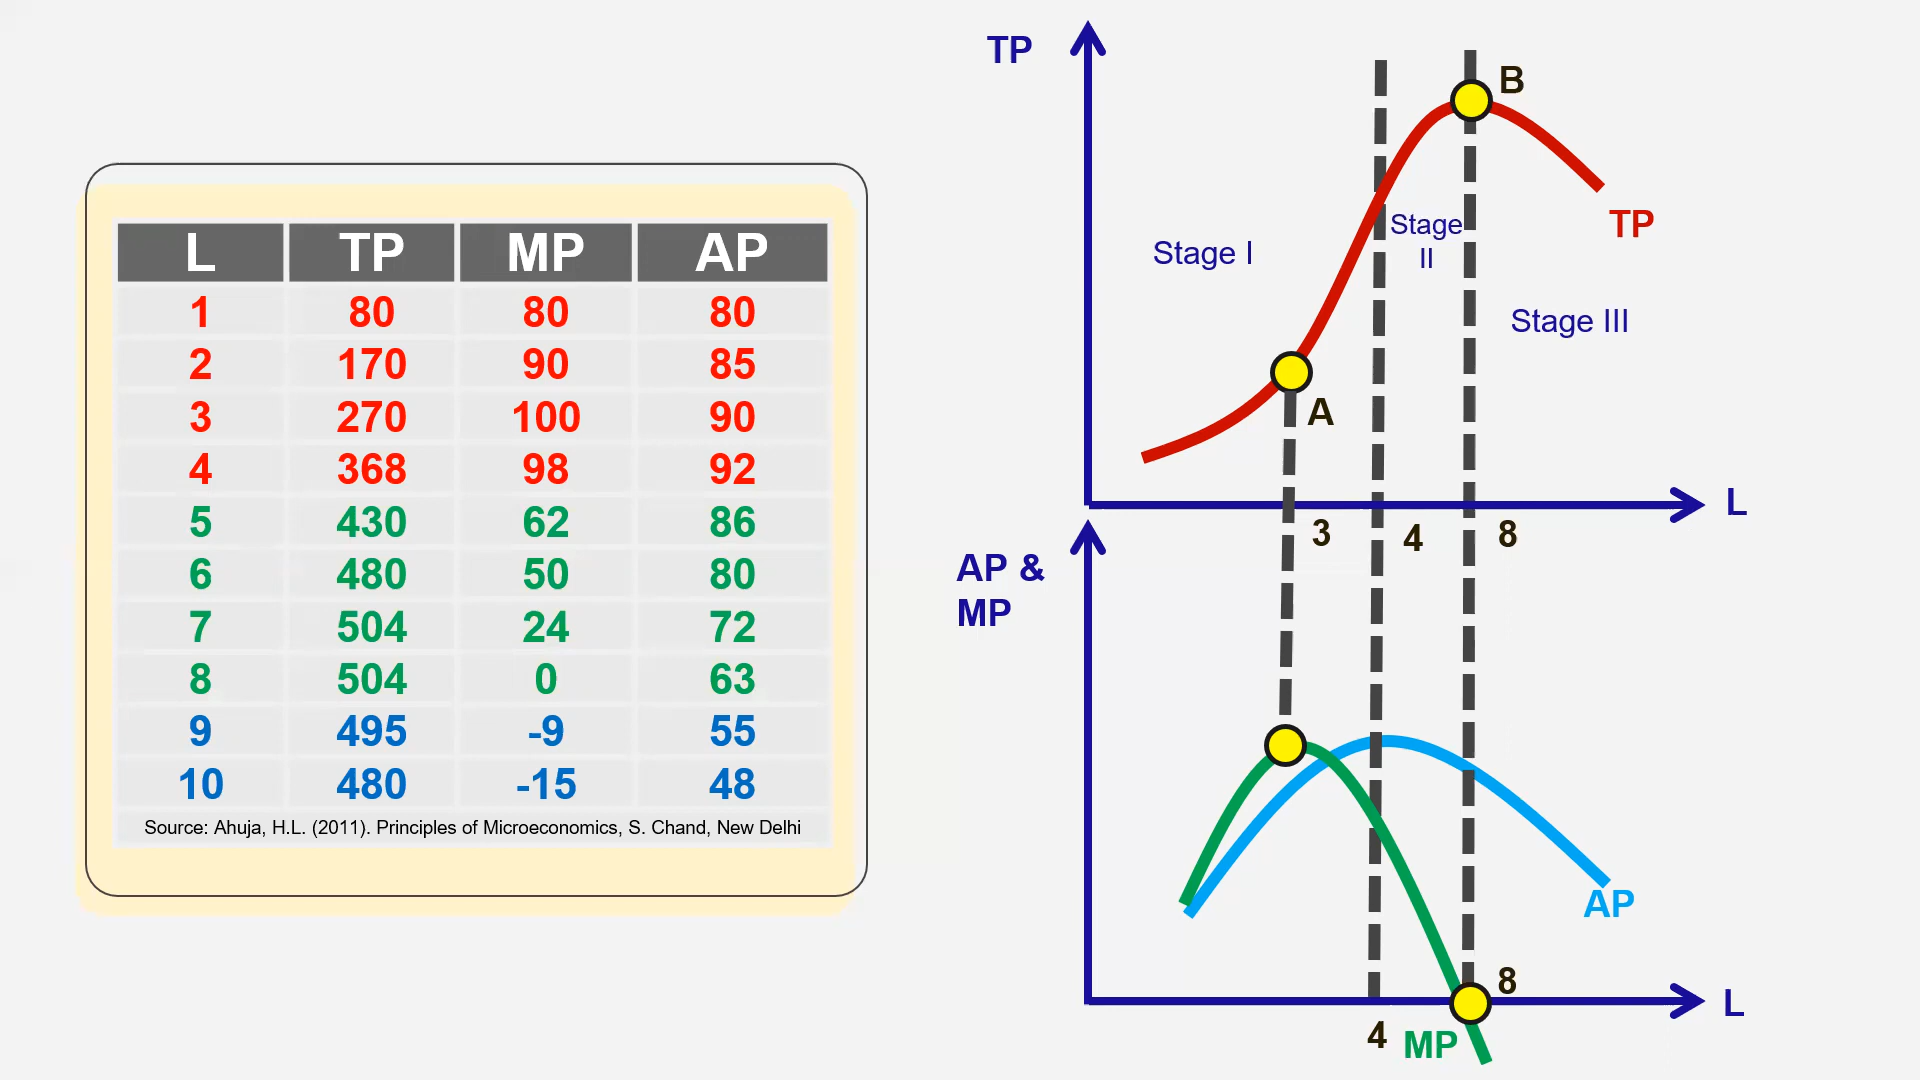 L TP MP AP
1 80 80 80
2 170 90 85
3 270 100 90
4 368 98 92
5 430 62 86
6 480 50 80
7 504 24 72
8 504 0 63
9 495 -9 55
10 480 -15 48
Source: Ahuja, H.L. (2011). Principles of Microeconomics, S. Chand, New Delhi
TP
B
TP
Stage I
Stage
II
Stage III
A
L
3 4 8
AP &
MP
AP
8
L
4
MP